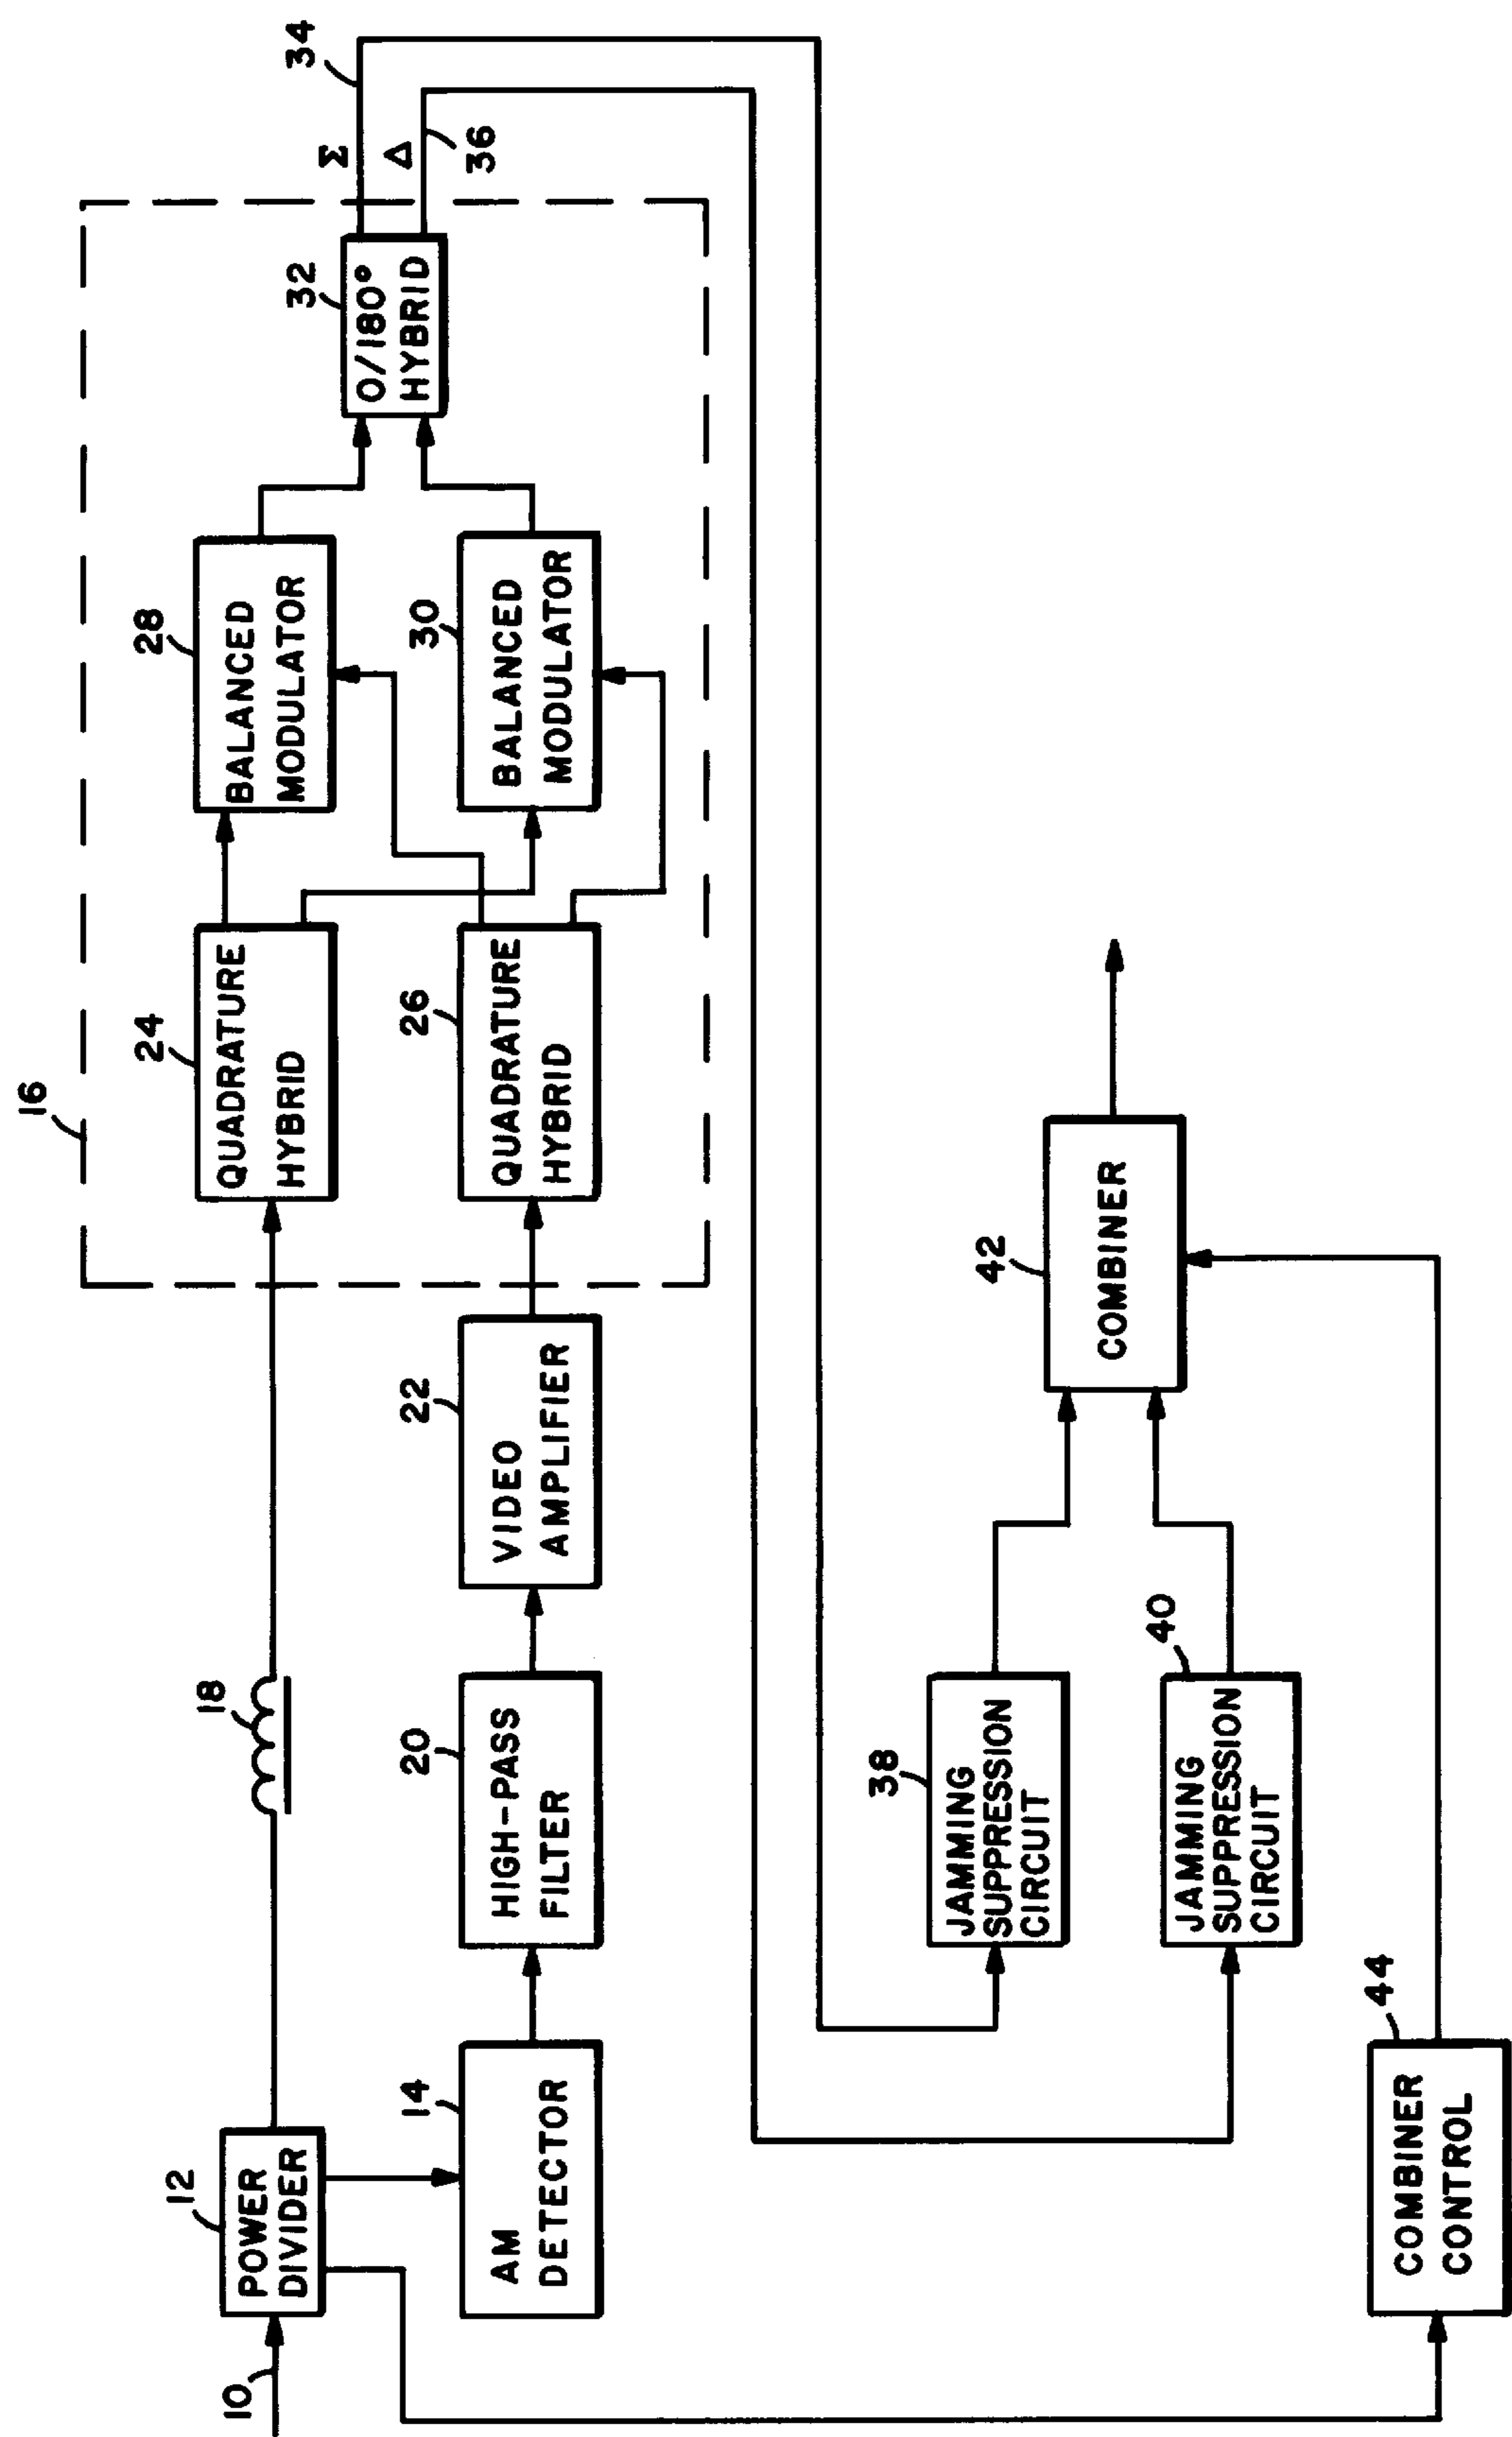 16
24
QUADRATURE
HYBRID
28
BALANCED
MODULATOR
32
0/180°
HYBRID
Σ
34
Δ
36
26
QUADRATURE
HYBRID
30
BALANCED
MODULATOR
10
12
POWER
DIVIDER
18
14
AM
DETECTOR
20
HIGH-PASS
FILTER
22
VIDEO
AMPLIFIER
38
JAMMING
SUPPRESSION
CIRCUIT
42
COMBINER
40
JAMMING
SUPPRESSION
CIRCUIT
44
COMBINER
CONTROL